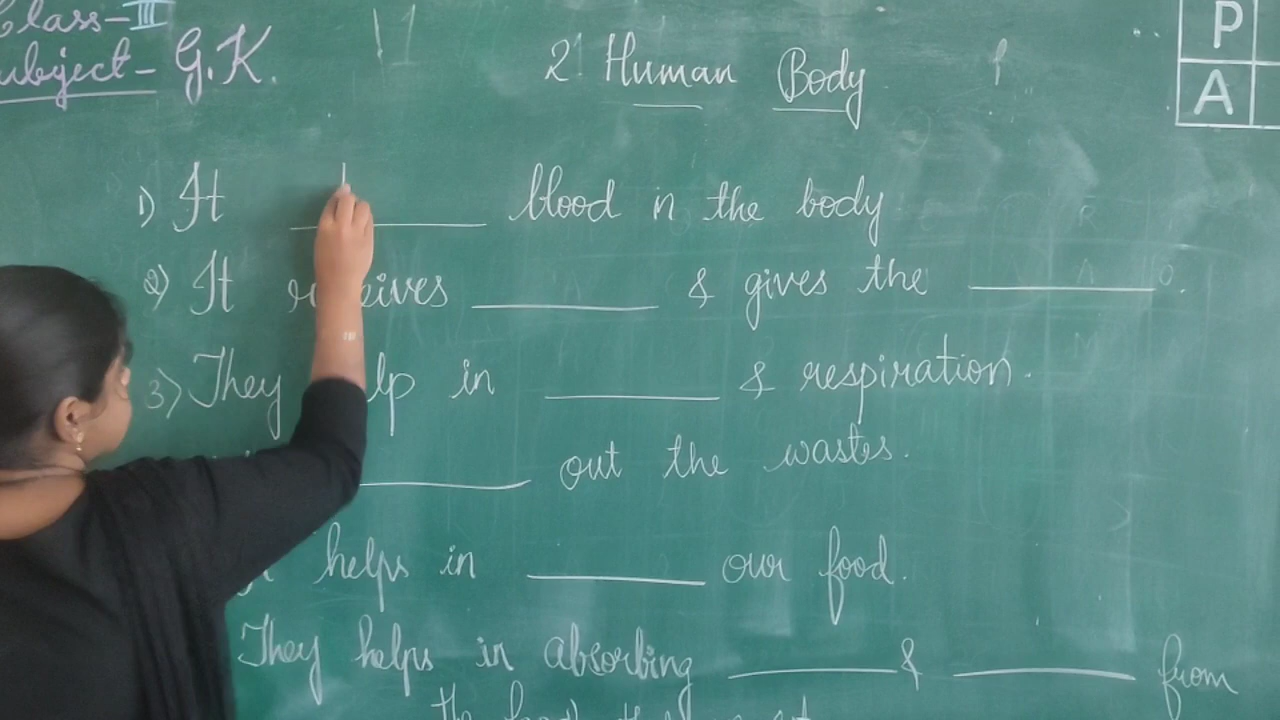 Class-III
Subject- G.K.
2. Human Body
P
A
1) It ______ blood in the body
2) It receives ______ & gives the ______.
3) They help in ______ & respiration.
______ out the wastes.
helps in ______ our food.
They helps in absorbing ______ & ______ from
the food